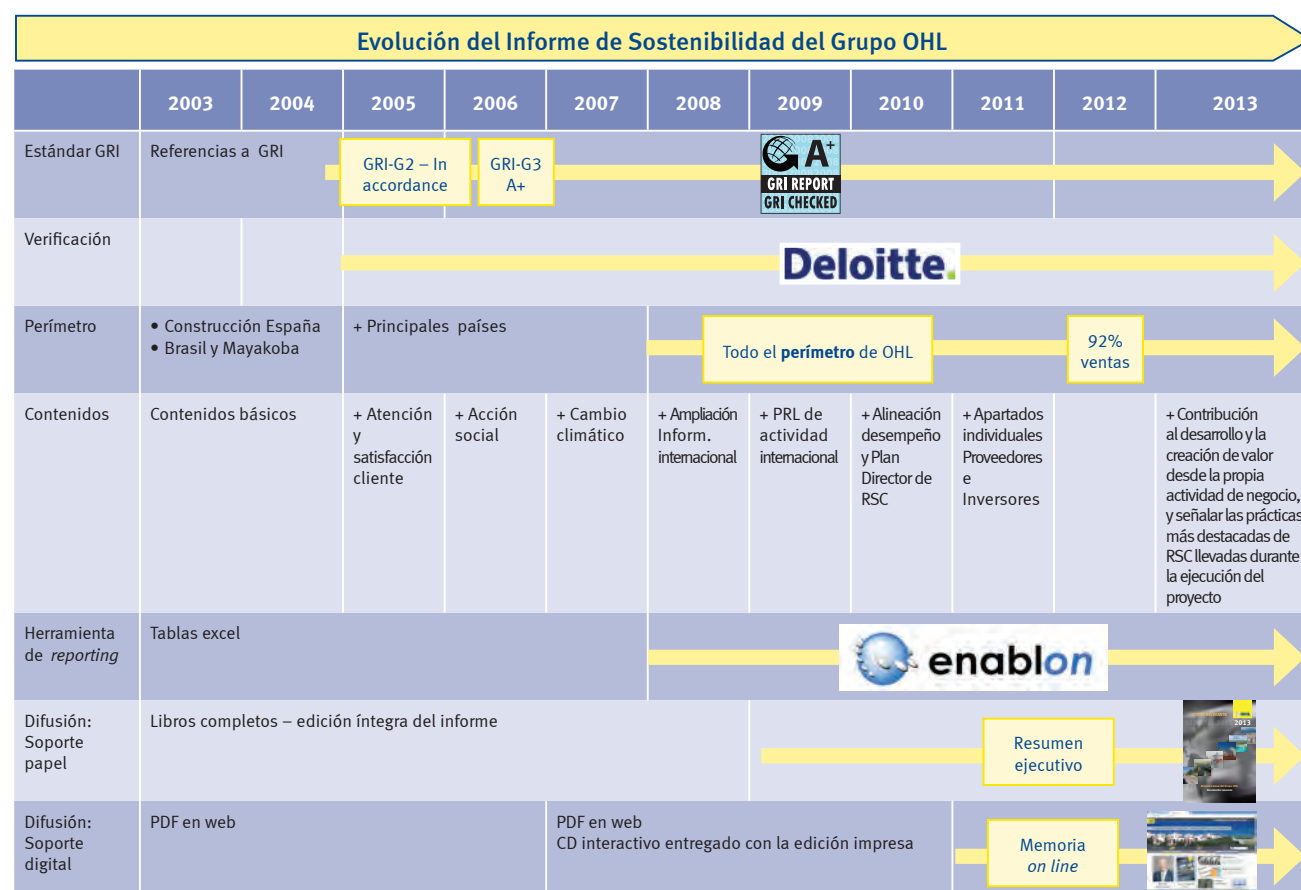 Evolución del Informe de Sostenibilidad del Grupo OHL
2003 2004 2005 2006 2007 2008 2009 2010 2011 2012 2013
Estándar GRI
Referencias a GRI
GRI-G2 – In
accordance
GRI-G3
A+
A+
GRI REPORT
GRI CHECKED
Verificación
Deloitte.
Perímetro
• Construcción España
• Brasil y Mayakoba
+ Principales países
Todo el perímetro de OHL
92%
ventas
Contenidos
Contenidos básicos
+ Atención
y
satisfacción
cliente
+ Acción
social
+ Cambio
climático
+ Ampliación
Inform.
internacional
+ PRL de
actividad
internacional
+ Alineación
desempeño
y Plan
Director de
RSC
+ Apartados
individuales
Proveedores
e
Inversores
+ Contribución
al desarrollo y la
creación de valor
desde la propia
actividad de negocio,
y señalar las prácticas
más destacadas de
RSC llevadas durante
la ejecución del
proyecto
Herramienta
de reporting
Tablas excel
enablon
Difusión:
Soporte
papel
Libros completos – edición íntegra del informe
Resumen
ejecutivo
2013
Difusión:
Soporte
digital
PDF en web
PDF en web
CD interactivo entregado con la edición impresa
Memoria
on line